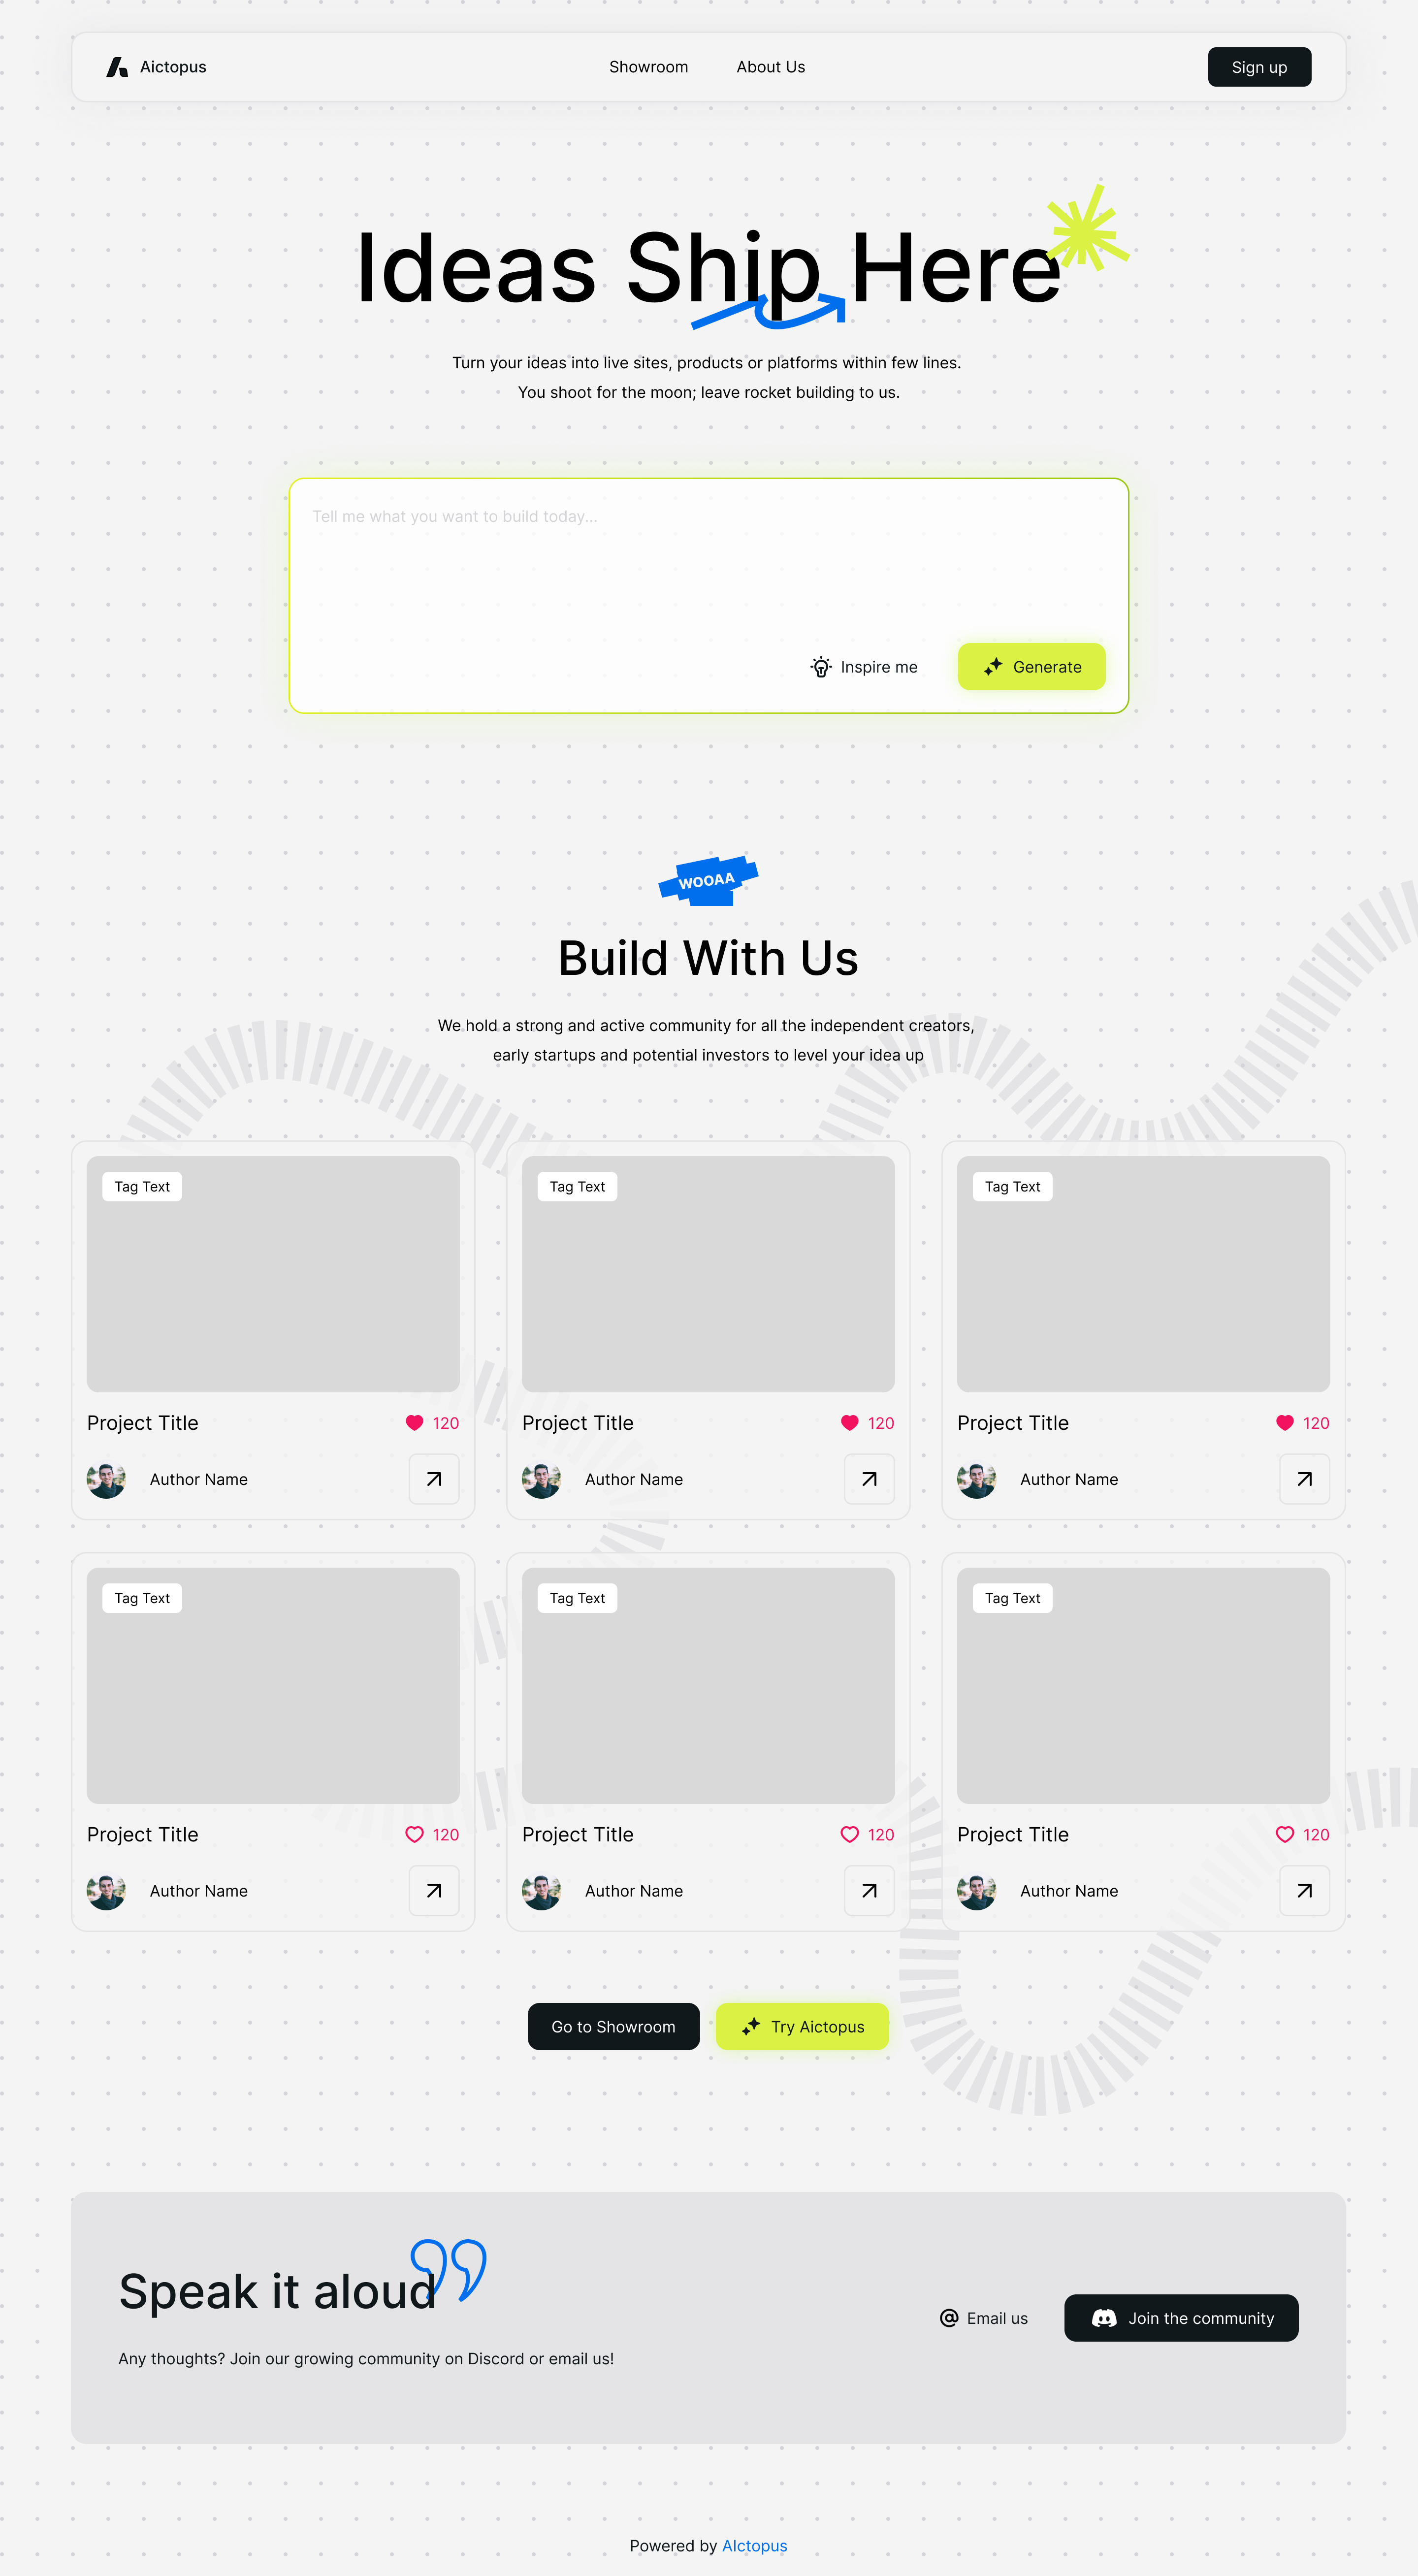 Aictopus
Showroom
About Us
Sign up
Ideas Ship Here
Turn your ideas into live sites, products or platforms within few lines.
You shoot for the moon; leave rocket building to us.
Tell me what you want to build today...
Inspire me
Generate
WOOAA
Build With Us
We hold a strong and active community for all the independent creators,
early startups and potential investors to level your idea up
Tag Text
Tag Text
Tag Text
Project Title
120
Project Title
120
Project Title
120
Author Name
Author Name
Author Name
Tag Text
Tag Text
Tag Text
Project Title
120
Project Title
120
Project Title
120
Author Name
Author Name
Author Name
Go to Showroom
Try Aictopus
Speak it aloud
Email us
Join the community
Any thoughts? Join our growing community on Discord or email us!
Powered by AIctopus